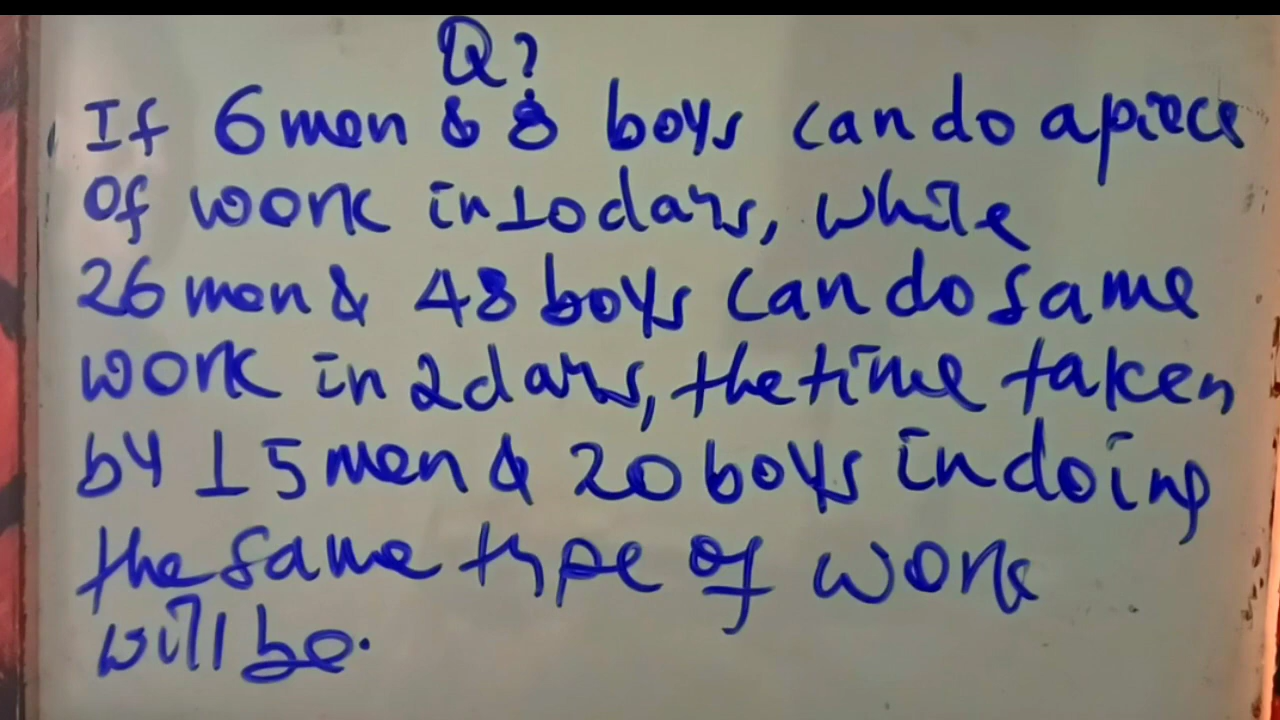 Q?
If 6 men & 8 boys can do a piece
of work in 10 days, while
26 men & 48 boys can do same
work in 2 days, the time taken
by 15 men & 20 boys in doing
the same type of work
will be.